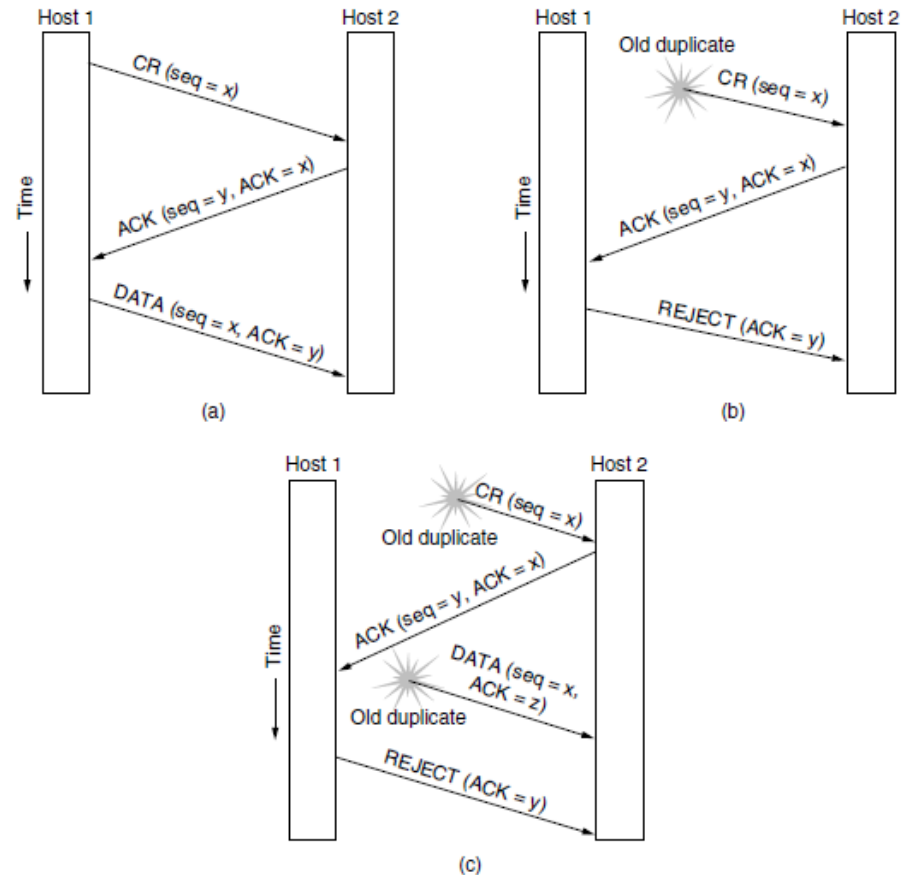 Host 1
Host 2
CR (seq = x)
ACK (seq = y, ACK = x)
DATA (seq = x, ACK = y)
Time
(a)
Host 1
Host 2
Old duplicate
CR (seq = x)
ACK (seq = y, ACK = x)
REJECT (ACK = y)
Time
(b)
Host 1
Host 2
CR (seq = x)
Old duplicate
ACK (seq = y, ACK = x)
DATA (seq = x,
ACK = z)
Old duplicate
REJECT (ACK = y)
Time
(c)